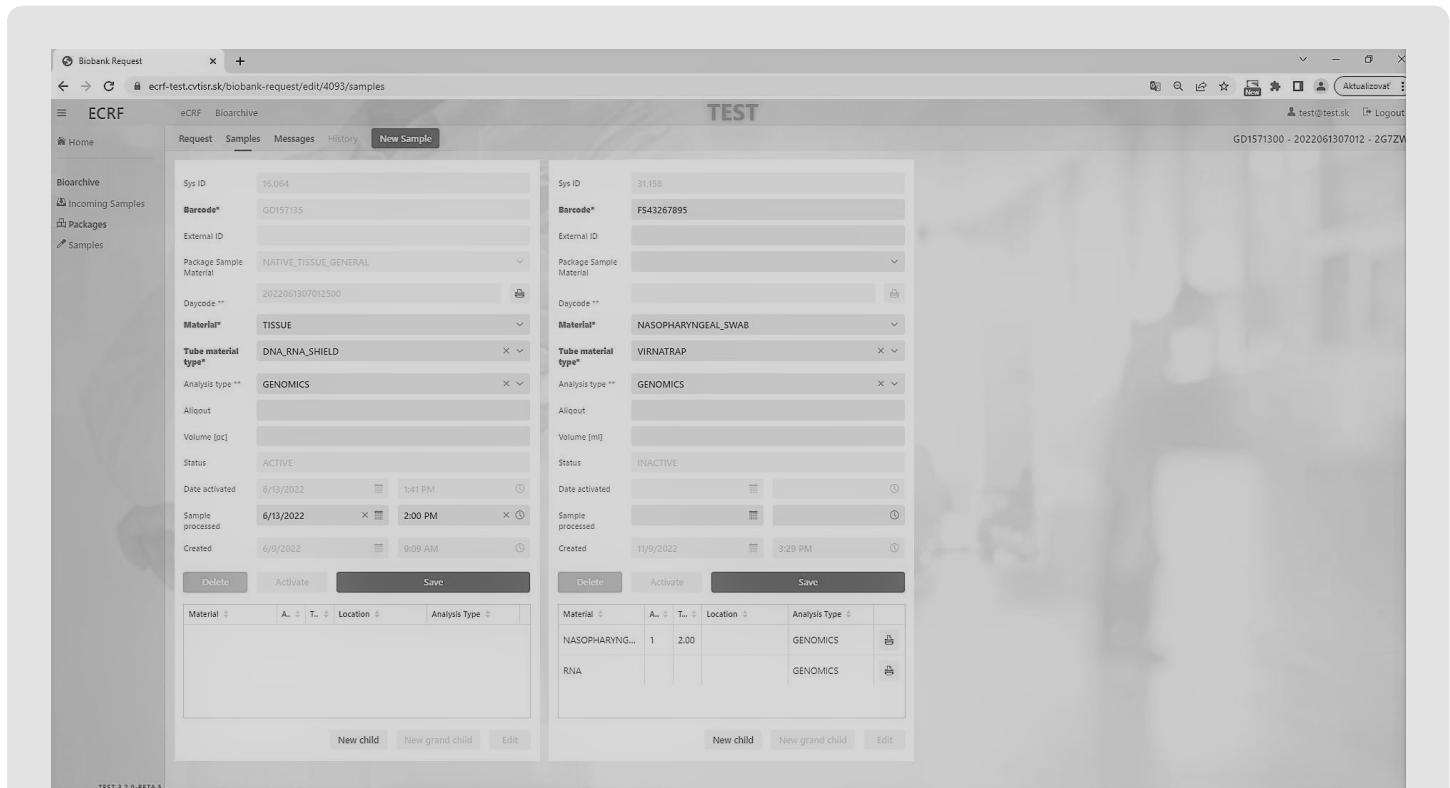 Biobank Request
ecrf-test.cvtisr.sk/biobank-request/edit/4093/samples
New
Aktualizovať
ECRF
eCRF Bioarchive
TEST
test@test.sk Logout
Home
Request Samples Messages History New Sample
GD1571300 - 2022061307012 - 2G7ZW
Bioarchive
Incoming Samples
Packages
Samples
Sys ID 16,064
Barcode* GD157135
External ID
Package Sample Material NATIVE_TISSUE_GENERAL
Daycode ** 2022061307012500
Material* TISSUE
Tube material type* DNA_RNA_SHIELD
Analysis type ** GENOMICS
Aliqout
Volume [pc]
Status ACTIVE
Date activated 6/13/2022 1:41 PM
Sample processed 6/13/2022 2:00 PM
Created 6/9/2022 9:09 AM
Delete Activate Save
Material A.. T.. Location Analysis Type
New child New grand child Edit
Sys ID 31,158
Barcode* FS43267895
External ID
Package Sample Material
Daycode **
Material* NASOPHARYNGEAL_SWAB
Tube material type* VIRNATRAP
Analysis type ** GENOMICS
Aliqout
Volume [ml]
Status INACTIVE
Date activated
Sample processed
Created 11/9/2022 3:29 PM
Delete Activate Save
Material A.. T... Location Analysis Type
NASOPHARYNG... 1 2.00 GENOMICS
RNA GENOMICS
New child New grand child Edit
TEST 3.2.0-BETA.5